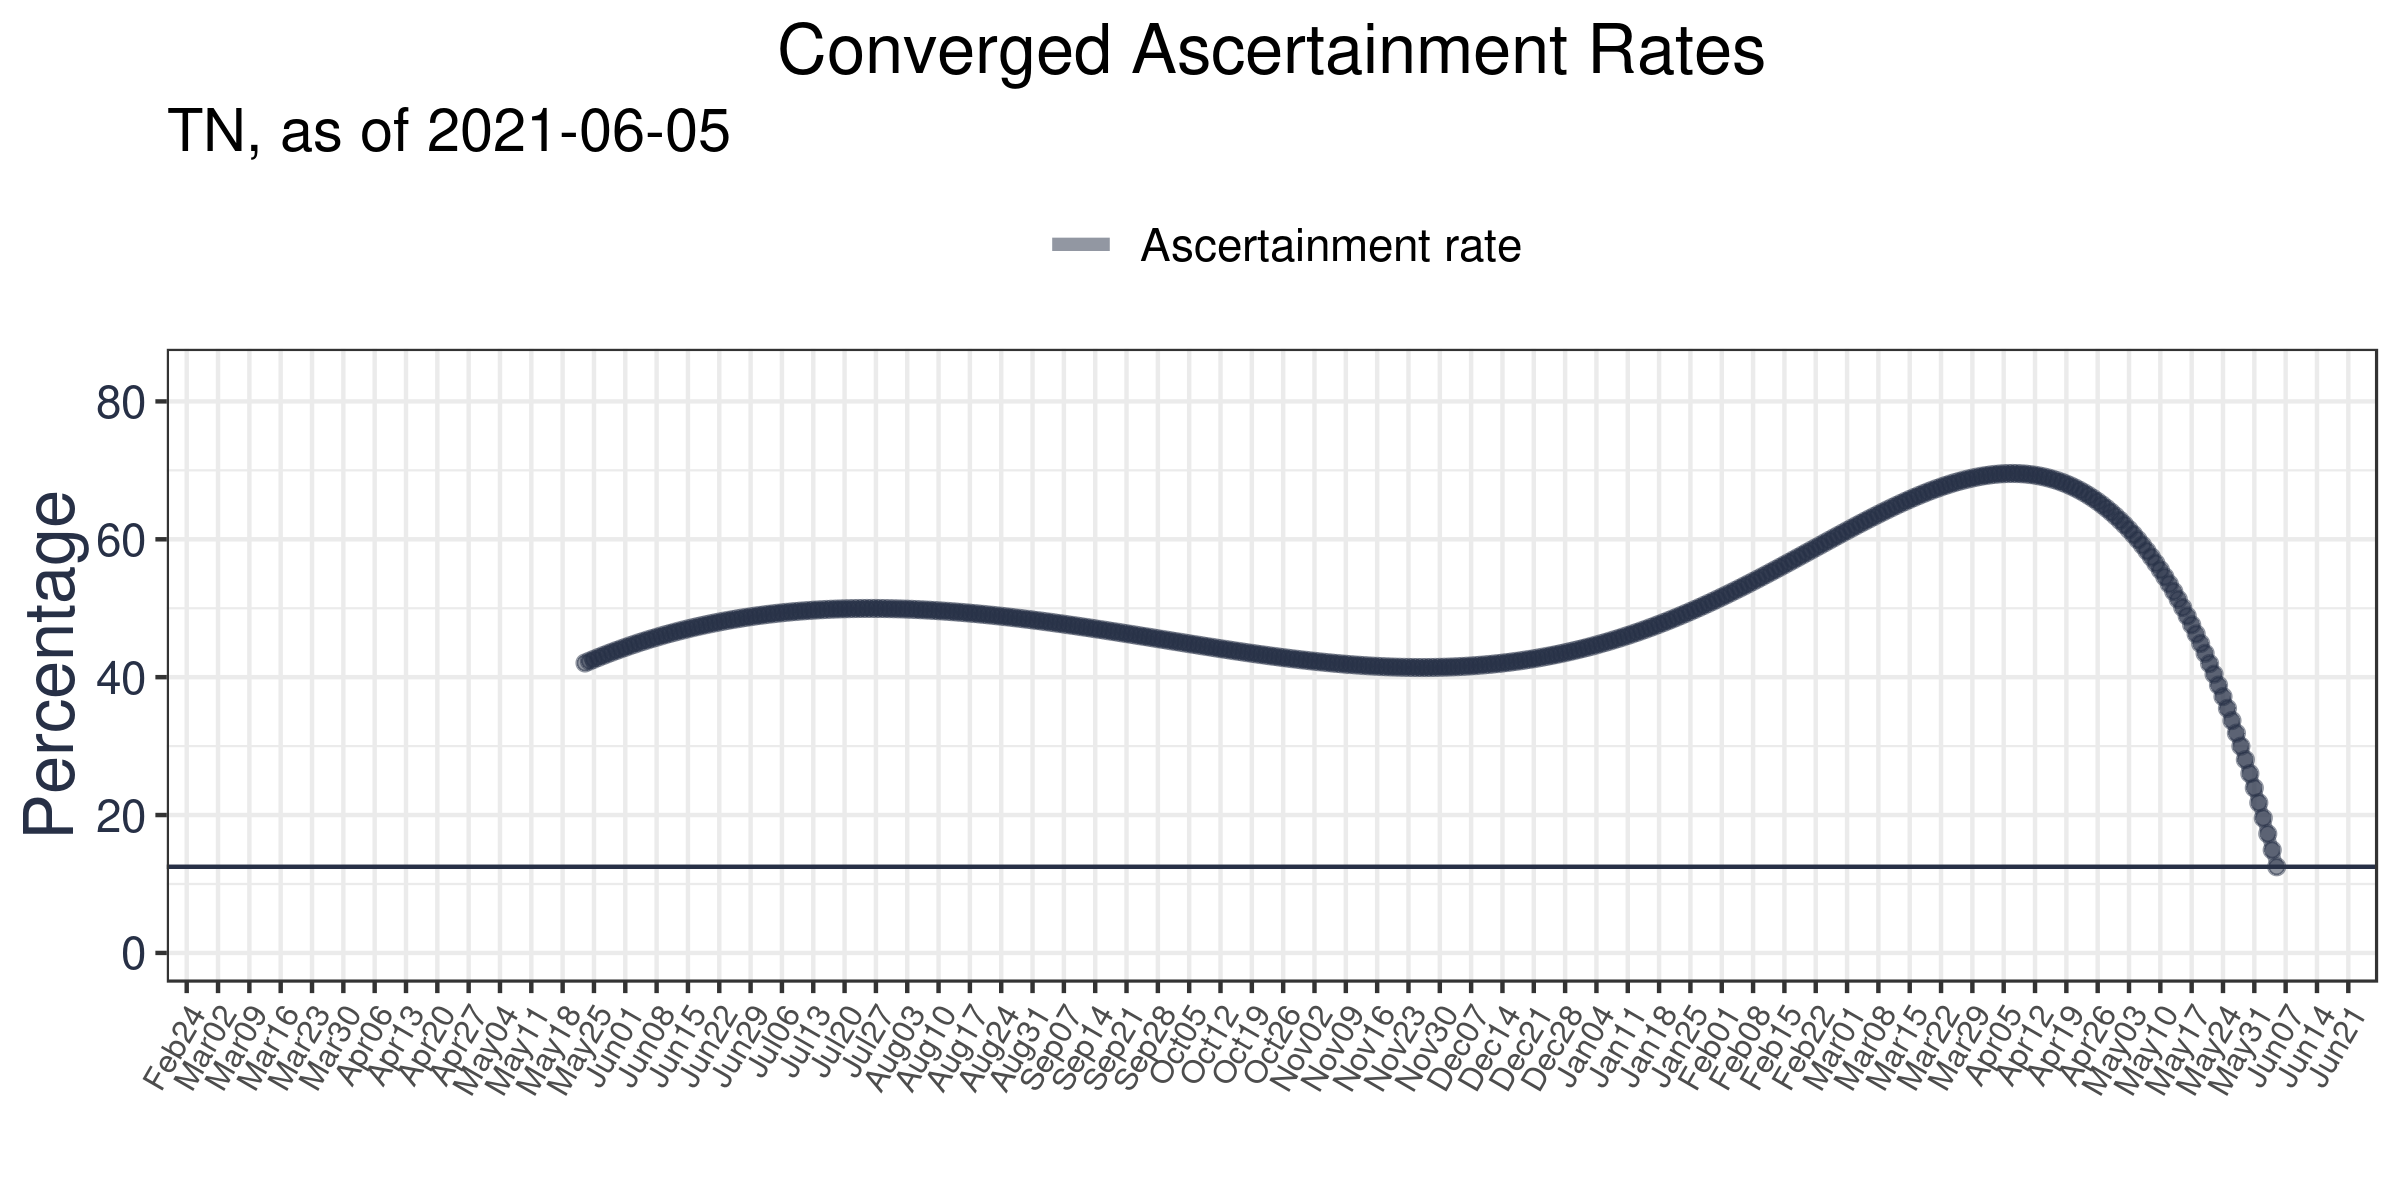 Converged Ascertainment Rates
TN, as of 2021-06-05
Ascertainment rate
Percentage
80
60
40
20
0
Feb24 Mar02 Mar09 Mar16 Mar23 Mar30 Apr06 Apr13 Apr20 Apr27 May04 May11 May18 May25 Jun01 Jun08 Jun15 Jun22 Jun29 Jul06 Jul13 Jul20 Jul27 Aug03 Aug10 Aug17 Aug24 Aug31 Sep07 Sep14 Sep21 Sep28 Oct05 Oct12 Oct19 Oct26 Nov02 Nov09 Nov16 Nov23 Nov30 Dec07 Dec14 Dec21 Dec28 Jan04 Jan11 Jan18 Jan25 Feb01 Feb08 Feb15 Feb22 Mar01 Mar08 Mar15 Mar22 Mar29 Apr05 Apr12 Apr19 Apr26 May03 May10 May17 May24 May31 Jun07 Jun14 Jun21